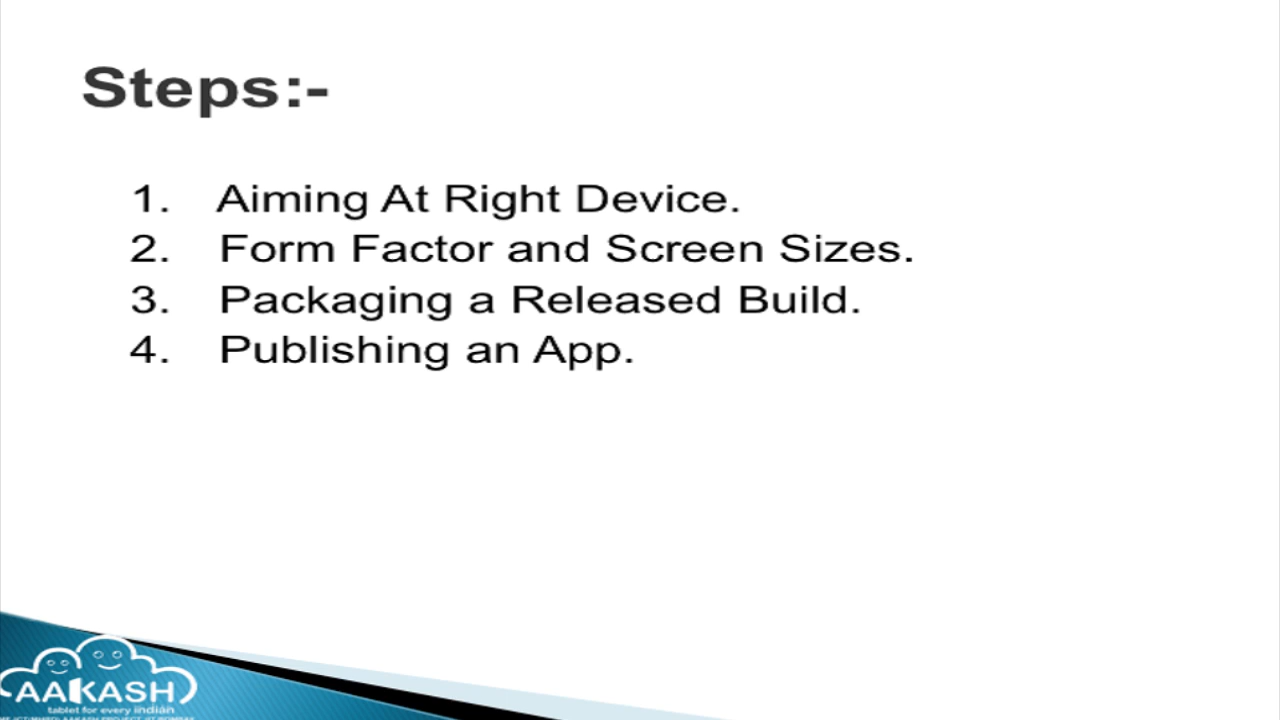 Steps:-
1. Aiming At Right Device.
2. Form Factor and Screen Sizes.
3. Packaging a Released Build.
4. Publishing an App.
AAKASH
tablet for every indian